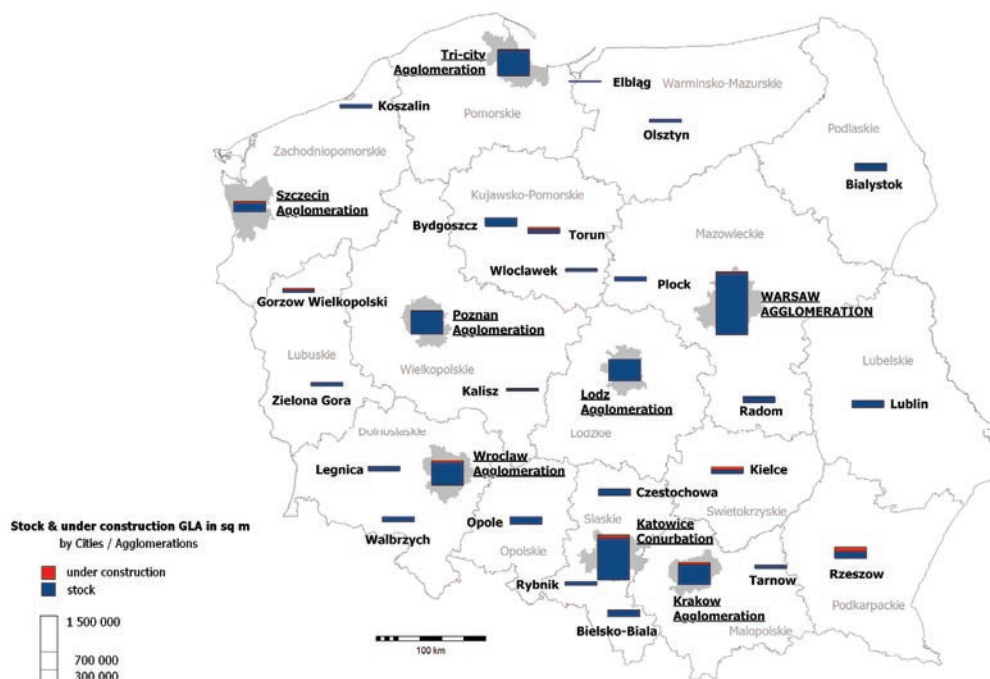 Tri-city
Agglomeration
Elbląg
Warminsko-Mazurskie
Koszalin
Pomorskie
Olsztyn
Podlaskie
Zachodniopomorskie
Bialystok
Szczecin
Agglomeration
Kujawsko-Pomorskie
Bydgoszcz
Torun
Mazowieckie
Wloclawek
Plock
Gorzow Wielkopolski
WARSAW
AGGLOMERATION
Poznan
Agglomeration
Lubuskie
Wielkopolskie
Lubelskie
Zielona Gora
Kalisz
Lodz
Agglomeration
Radom
Lublin
Dolnoslaskie
Lodzkie
Legnica
Wroclaw
Agglomeration
Kielce
Czestochowa
Stock & under construction GLA in sq m
by Cities / Agglomerations
Walbrzych
Opole
Slaskie
Swietokrzyskie
Katowice
Conurbation
Opolskie
under construction
stock
Rybnik
Tarnow
Rzeszow
Krakow
Agglomeration
Podkarpackie
Bielsko-Biala
Malopolskie
1 500 000
700 000
300 000
100 km